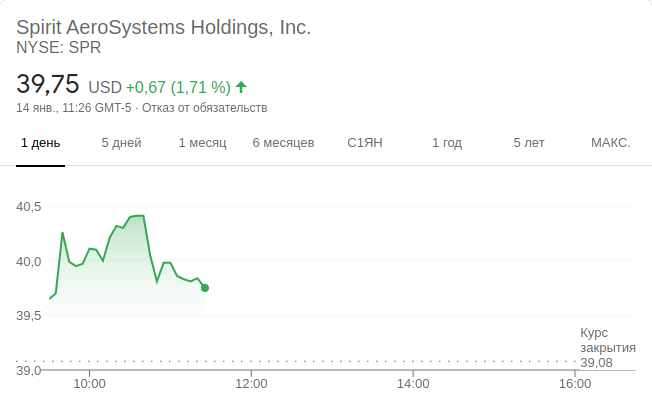 Spirit AeroSystems Holdings, Inc.
NYSE: SPR
39,75 USD +0,67 (1,71 %)
14 янв., 11:26 GMT-5 · Отказ от обязательств
1 день 5 дней 1 месяц 6 месяцев С1ЯН 1 год 5 лет МАКС.
40,5
40,0
39,5
Курс
закрытия
39,08
39,0
10:00 12:00 14:00 16:00